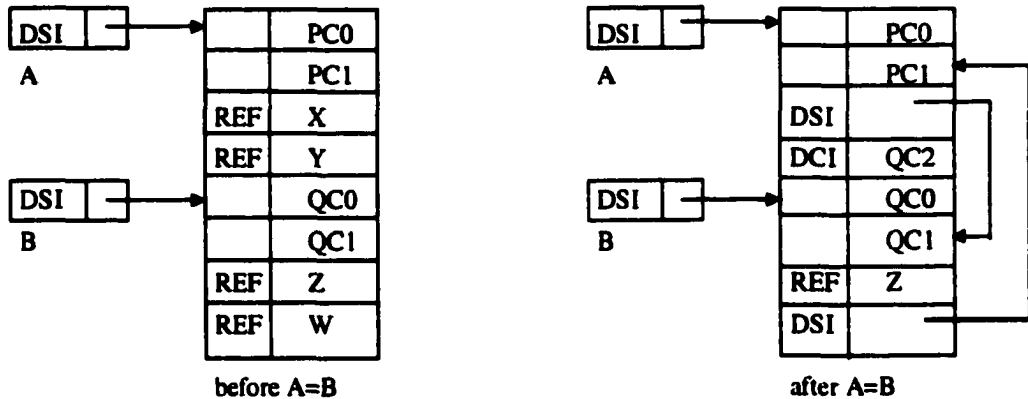 DSI
A
PC0
PC1
REF X
REF Y
DSI
B
QC0
QC1
REF Z
REF W
before A=B
DSI
A
PC0
PC1
DSI
DCI QC2
DSI
B
QC0
QC1
REF Z
DSI
after A=B